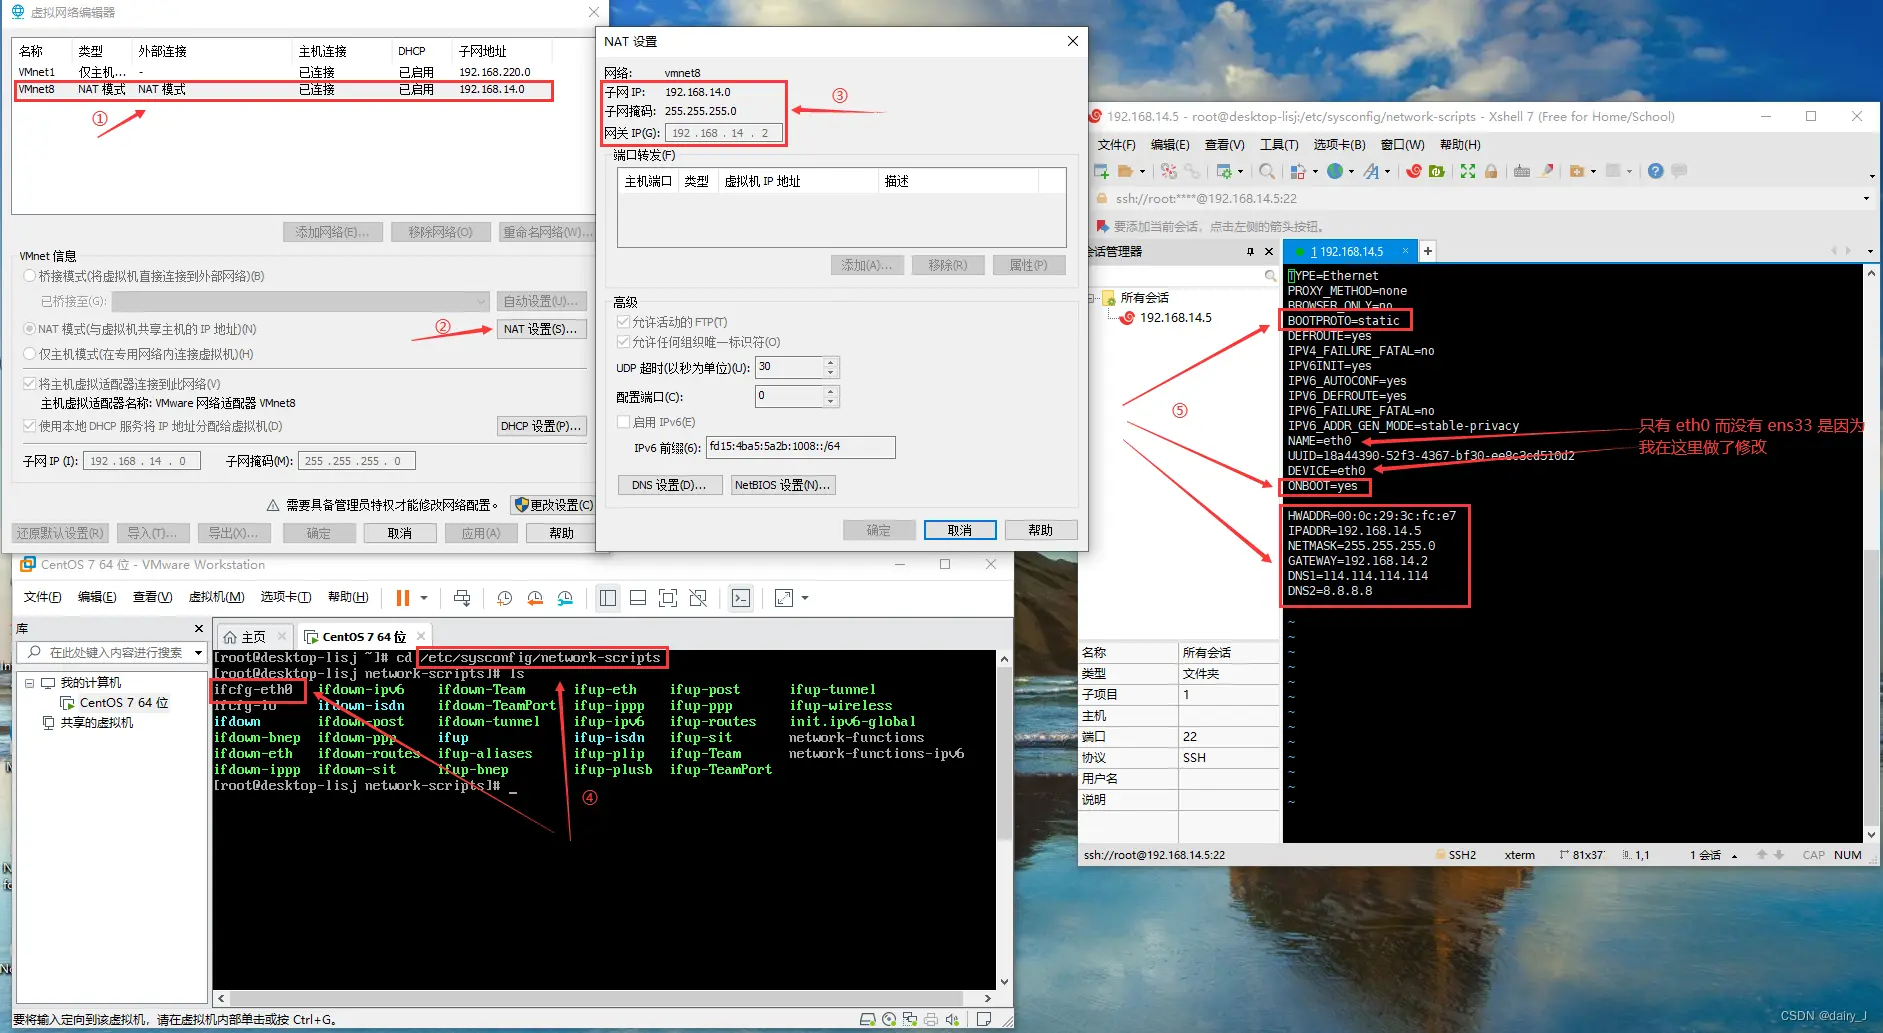 虚拟网络编辑器
名称 类型 外部连接 主机连接 DHCP 子网地址
VMnet1 仅主机... - 已连接 已启用 192.168.220.0
VMnet8 NAT 模式 NAT 模式 已连接 已启用 192.168.14.0
①
添加网络(E)... 移除网络(O) 重命名网络(W)...
VMnet 信息
桥接模式(将虚拟机直接连接到外部网络)(B)
已桥接至(G): 自动设置(U)...
②
NAT 模式(与虚拟机共享主机的 IP 地址)(N) NAT 设置(S)...
仅主机模式(在专用网络内连接虚拟机)(H)
将主机虚拟适配器连接到此网络(V)
主机虚拟适配器名称: VMware 网络适配器 VMnet8
使用本地 DHCP 服务将 IP 地址分配给虚拟机(D) DHCP 设置(P)...
子网 IP (I): 192 . 168 . 14 . 0 子网掩码(M): 255 . 255 . 255 . 0
需要具备管理员特权才能修改网络配置。 更改设置(C)
还原默认设置(R) 导入(T)... 导出(X)... 确定 取消 应用(A) 帮助
NAT 设置
网络: vmnet8
子网 IP: 192.168.14.0
子网掩码: 255.255.255.0
网关 IP(G): 192 . 168 . 14 . 2
③
端口转发(F)
主机端口 类型 虚拟机 IP 地址 描述
添加(A)... 移除(R) 属性(P)
高级
允许活动的 FTP(T)
允许任何组织唯一标识符(O)
UDP 超时(以秒为单位)(U): 30
配置端口(C): 0
启用 IPv6(E)
IPv6 前缀(6): fd15:4ba5:5a2b:1008::/64
DNS 设置(D)... NetBIOS 设置(N)...
确定 取消 帮助
192.168.14.5 - root@desktop-lisj:/etc/sysconfig/network-scripts - Xshell 7 (Free for Home/School)
文件(F) 编辑(E) 查看(V) 工具(T) 选项卡(B) 窗口(W) 帮助(H)
ssh://root:****@192.168.14.5:22
要添加当前会话，点击左侧的箭头按钮。
会话管理器
1 192.168.14.5
所有会话
192.168.14.5
TYPE=Ethernet
PROXY_METHOD=none
BROWSER_ONLY=no
BOOTPROTO=static
DEFROUTE=yes
IPV4_FAILURE_FATAL=no
IPV6INIT=yes
IPV6_AUTOCONF=yes
IPV6_DEFROUTE=yes
IPV6_FAILURE_FATAL=no
IPV6_ADDR_GEN_MODE=stable-privacy
NAME=eth0
UUID=18a44390-52f3-4367-bf30-ee8c3cd510d2
DEVICE=eth0
ONBOOT=yes
HWADDR=00:0c:29:3c:fc:e7
IPADDR=192.168.14.5
NETMASK=255.255.255.0
GATEWAY=192.168.14.2
DNS1=114.114.114.114
DNS2=8.8.8.8
~
~
~
~
~
~
~
~
~
~
~
~
~
⑤
只有 eth0 而没有 ens33 是因为
我在这里做了修改
名称 所有会话
类型 文件夹
子项目 1
主机
端口 22
协议 SSH
用户名
说明
ssh://root@192.168.14.5:22 SSH2 xterm 81x37 1,1 1 会话 CAP NUM
CentOS 7 64 位 - VMware Workstation
文件(F) 编辑(E) 查看(V) 虚拟机(M) 选项卡(T) 帮助(H)
库
在此处键入内容进行搜索
我的计算机
CentOS 7 64 位
共享的虚拟机
主页 CentOS 7 64 位
[root@desktop-lisj ~]# cd /etc/sysconfig/network-scripts
[root@desktop-lisj network-scripts]# ls
ifcfg-eth0 ifdown-ipv6 ifdown-Team ifup-eth ifup-post ifup-tunnel
ifcfg-lo ifdown-isdn ifdown-TeamPort ifup-ippp ifup-ppp ifup-wireless
ifdown ifdown-post ifdown-tunnel ifup-ipv6 ifup-routes init.ipv6-global
ifdown-bnep ifdown-ppp ifup ifup-isdn ifup-sit network-functions
ifdown-eth ifdown-routes ifup-aliases ifup-plip ifup-Team network-functions-ipv6
ifdown-ippp ifdown-sit ifup-bnep ifup-plusb ifup-TeamPort
[root@desktop-lisj network-scripts]# _
④
要将输入定向到该虚拟机，请在虚拟机内部单击或按 Ctrl+G。
CSDN @dairy_J